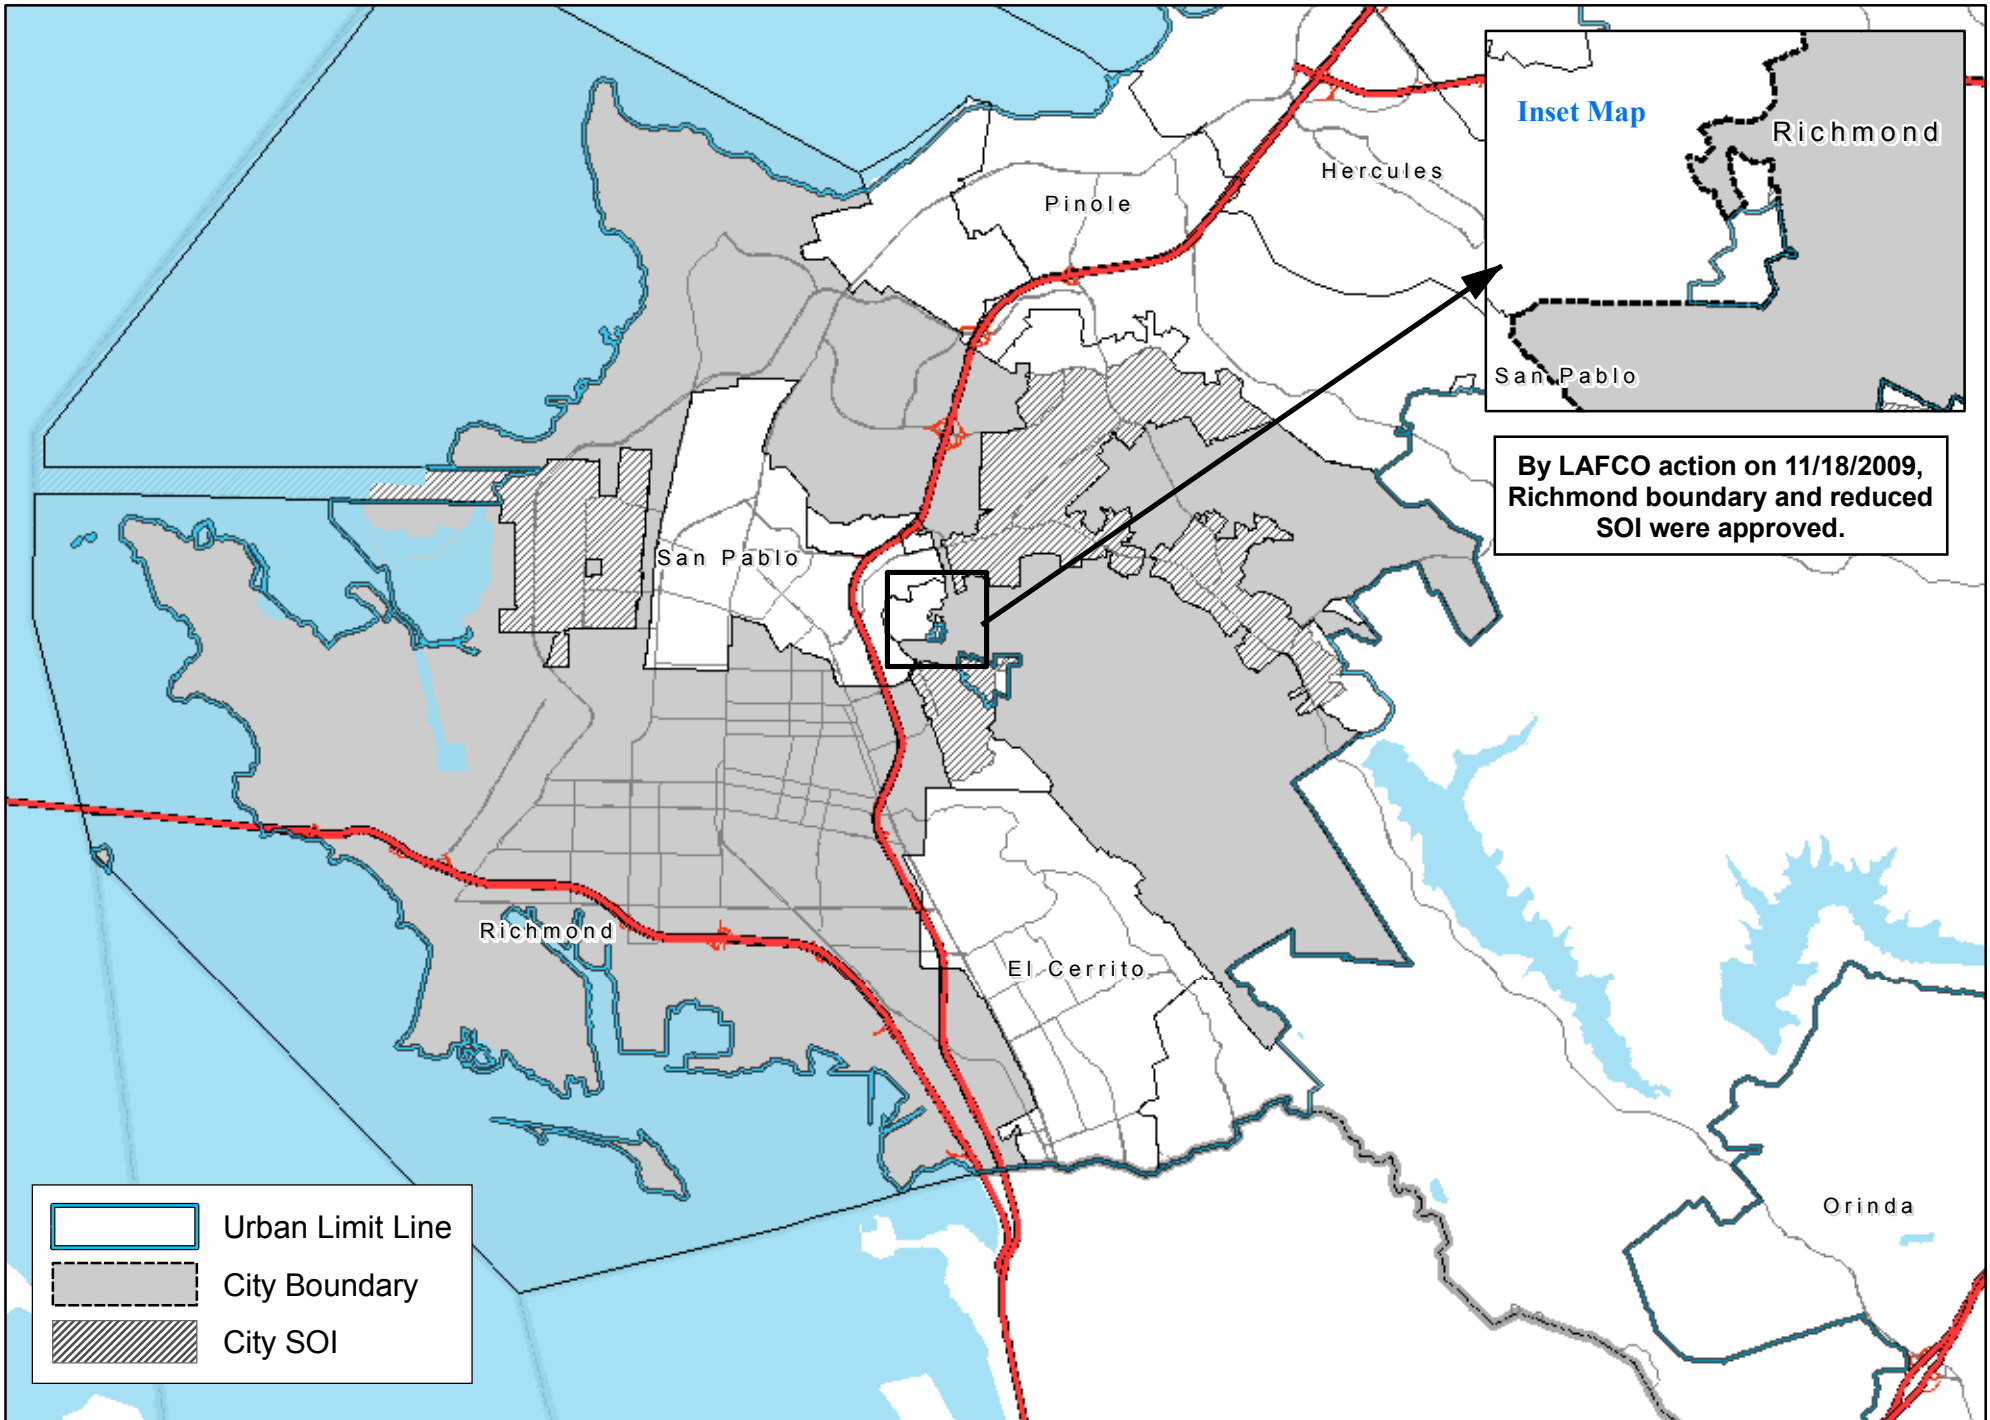 Inset Map
Richmond
San Pablo
By LAFCO action on 11/18/2009,
Richmond boundary and reduced
SOI were approved.
Hercules
Pinole
San Pablo
Richmond
El Cerrito
Orinda
Urban Limit Line
City Boundary
City SOI